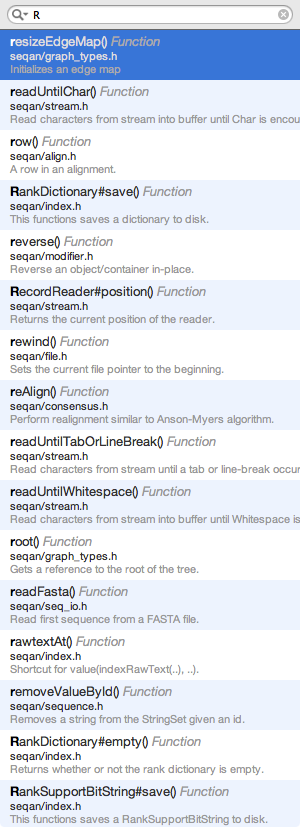 R
resizeEdgeMap() Function
seqan/graph_types.h
Initializes an edge map
readUntilChar() Function
seqan/stream.h
Read characters from stream into buffer until Char is encou
row() Function
seqan/align.h
A row in an alignment.
RankDictionary#save() Function
seqan/index.h
This functions saves a dictionary to disk.
reverse() Function
seqan/modifier.h
Reverse an object/container in-place.
RecordReader#position() Function
seqan/stream.h
Returns the current position of the reader.
rewind() Function
seqan/file.h
Sets the current file pointer to the beginning.
reAlign() Function
seqan/consensus.h
Perform realignment similar to Anson-Myers algorithm.
readUntilTabOrLineBreak() Function
seqan/stream.h
Read characters from stream until a tab or line-break occur
readUntilWhitespace() Function
seqan/stream.h
Read characters from stream into buffer until Whitespace is
root() Function
seqan/graph_types.h
Gets a reference to the root of the tree.
readFasta() Function
seqan/seq_io.h
Read first sequence from a FASTA file.
rawtextAt() Function
seqan/index.h
Shortcut for value(indexRawText(..), ..).
removeValueById() Function
seqan/sequence.h
Removes a string from the StringSet given an id.
RankDictionary#empty() Function
seqan/index.h
Returns whether or not the rank dictionary is empty.
RankSupportBitString#save() Function
seqan/index.h
This functions saves a RankSupportBitString to disk.